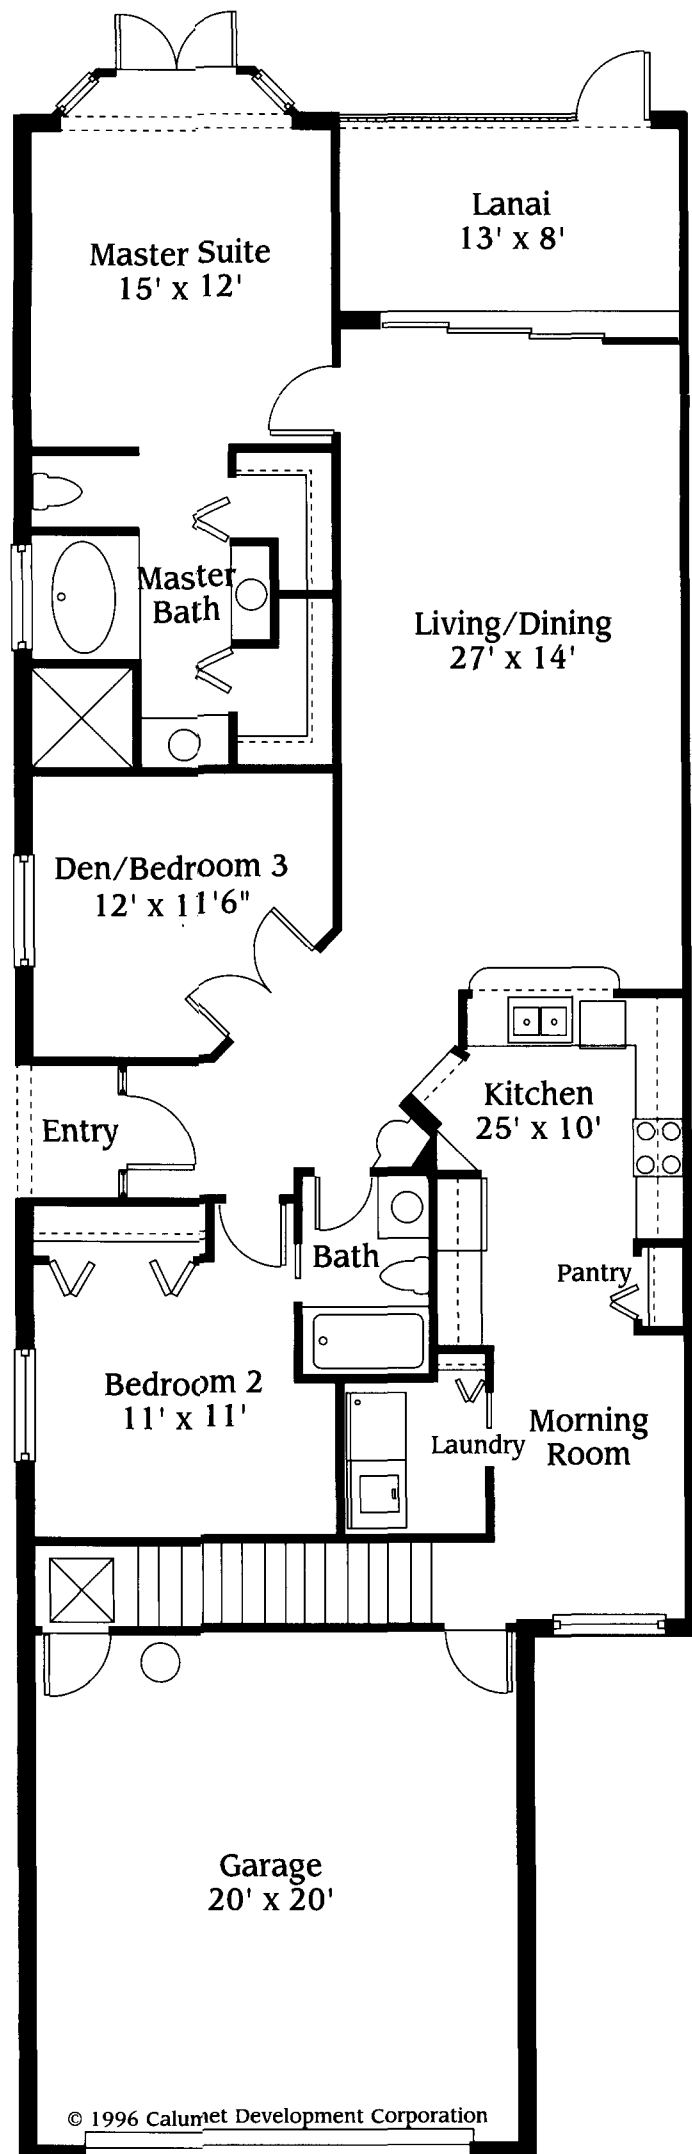 Lanai
13' x 8'
Master Suite
15' x 12'
Master
Bath
Living/Dining
27' x 14'
Den/Bedroom 3
12' x 11'6"
Kitchen
25' x 10'
Entry
Bath
Pantry
Bedroom 2
11' x 11'
Morning
Room
Laundry
Garage
20' x 20'
© 1996 Calumet Development Corporation